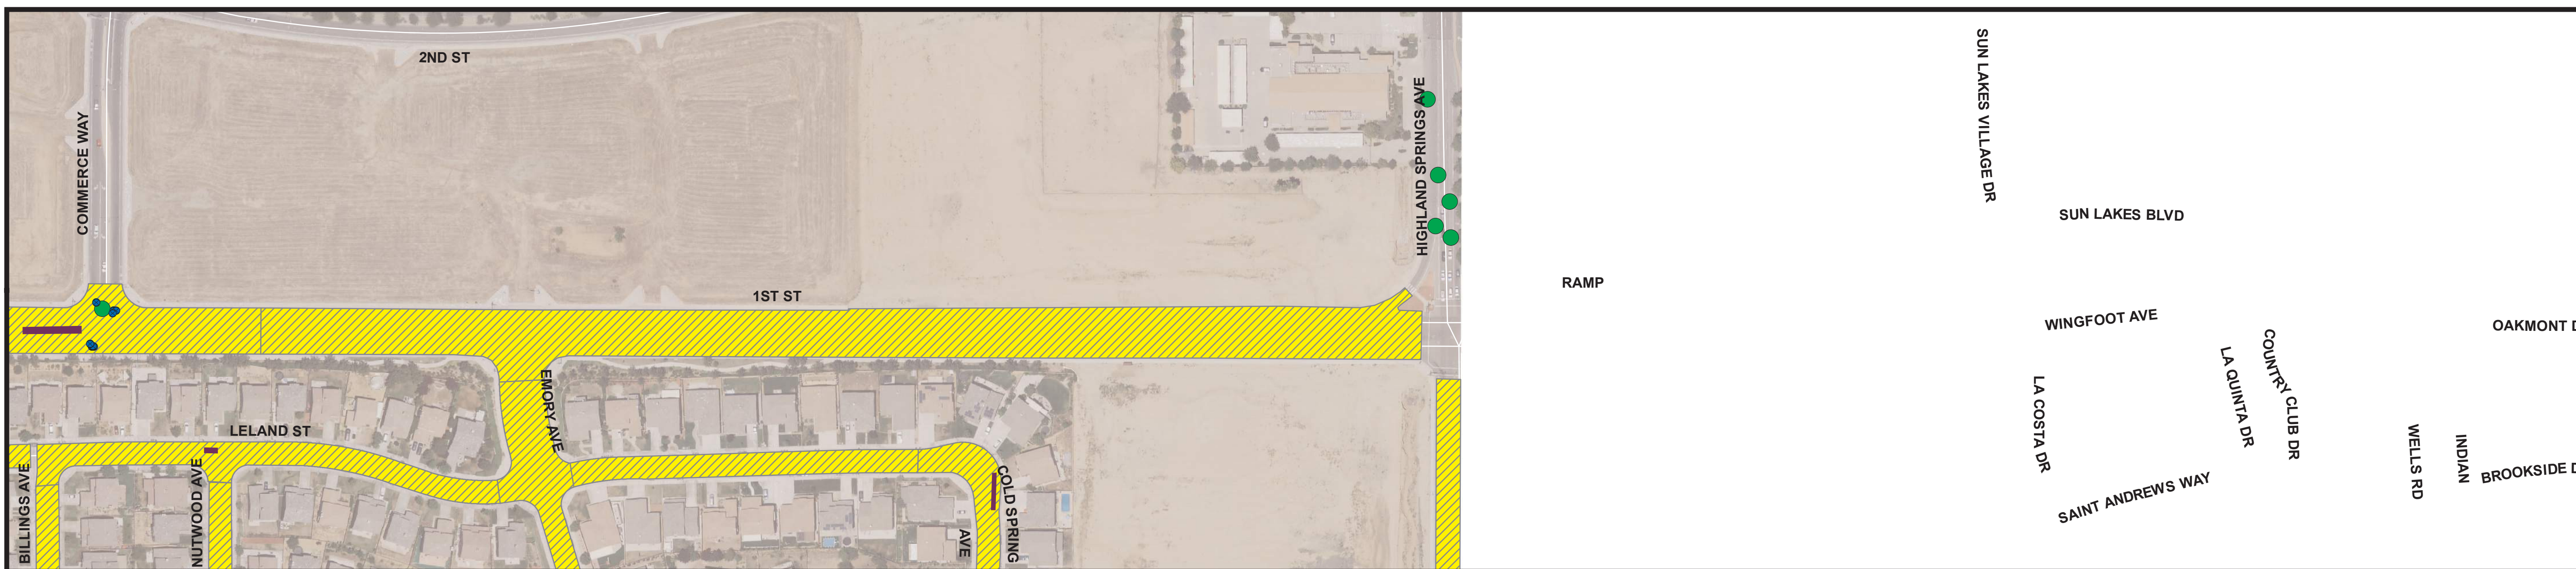 2ND ST
COMMERCE WAY
HIGHLAND SPRINGS AVE
1ST ST
EMORY AVE
LELAND ST
BILLINGS AVE
NUTWOOD AVE
COLD SPRING
AVE
RAMP
SUN LAKES VILLAGE DR
SUN LAKES BLVD
WINGFOOT AVE
LA COSTA DR
LA QUINTA DR
COUNTRY CLUB DR
SAINT ANDREWS WAY
WELLS RD
INDIAN
OAKMONT D
BROOKSIDE D